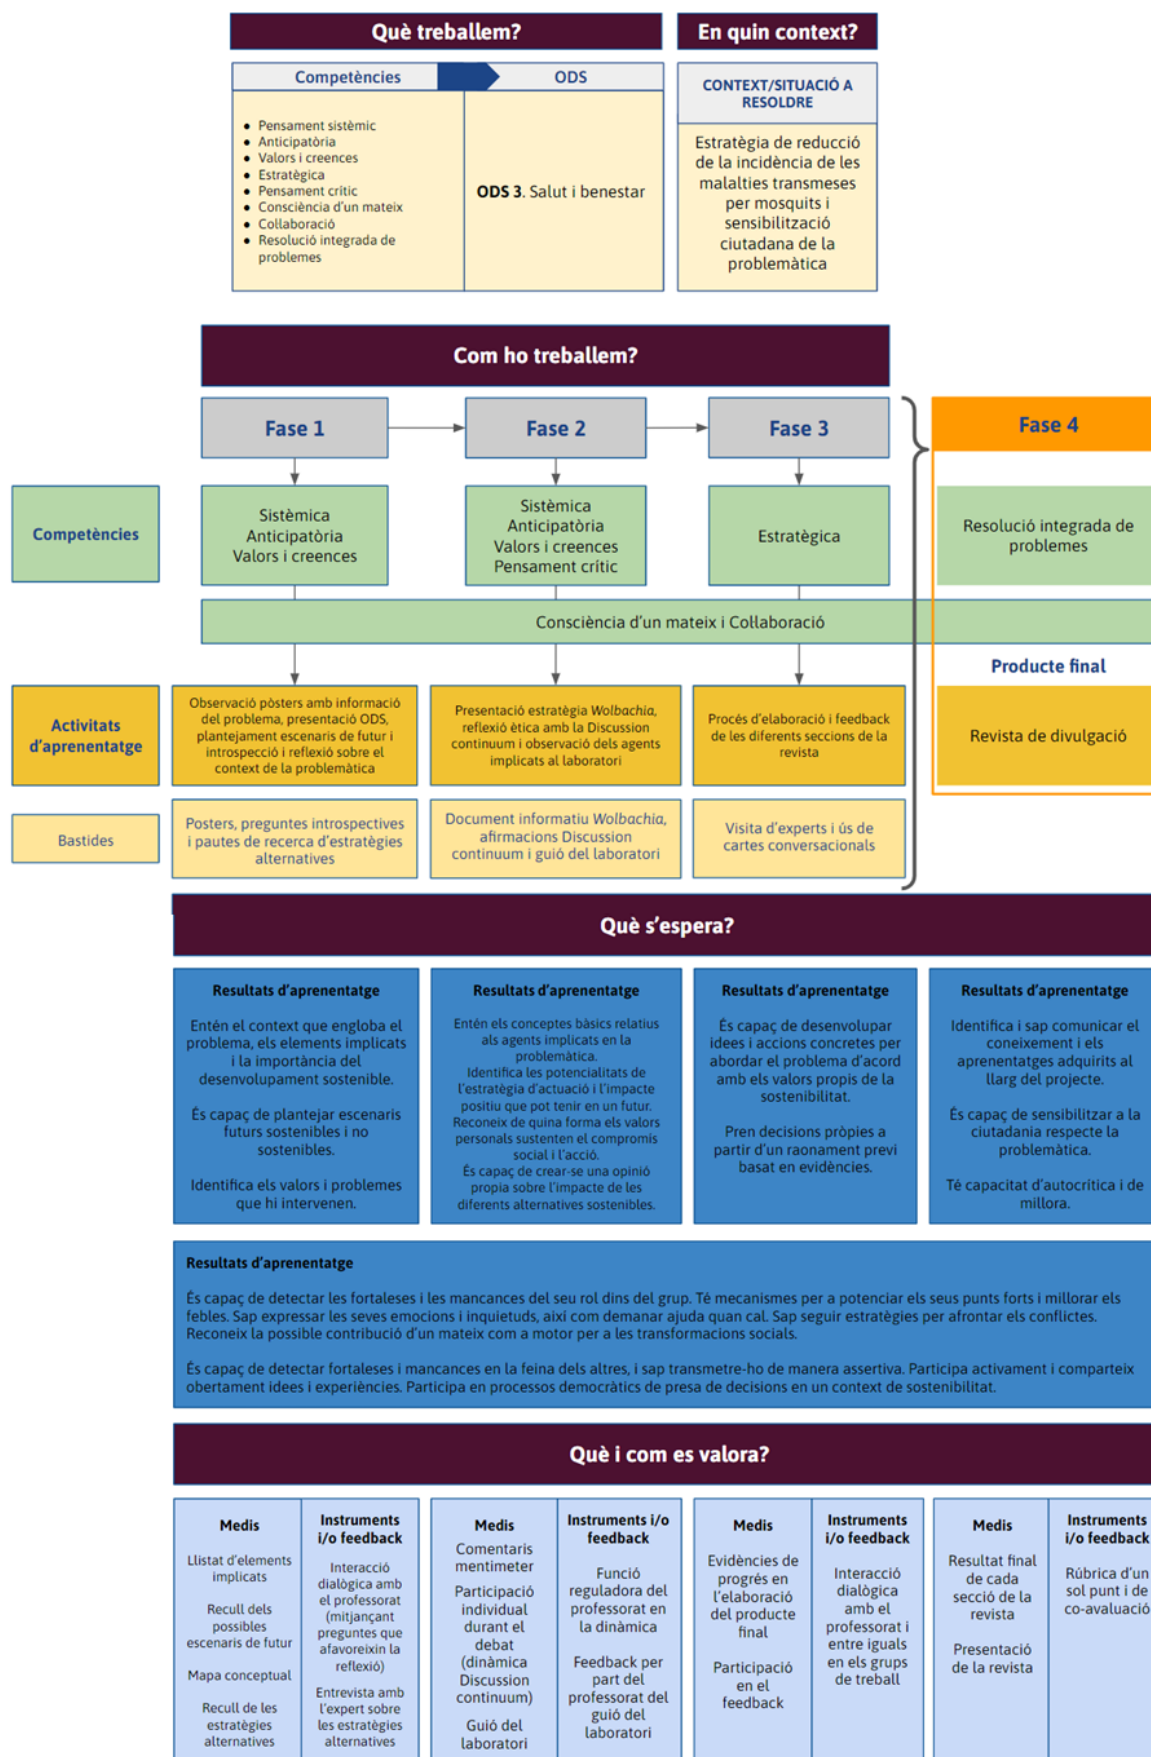 Què treballem?
En quin context?
Competències
ODS
CONTEXT/SITUACIÓ A
RESOLDRE
● Pensament sistèmic
● Anticipatòria
● Valors i creences
● Estratègica
● Pensament crític
● Consciència d'un mateix
● Col·laboració
● Resolució integrada de
problemes
ODS 3. Salut i benestar
Estratègia de reducció
de la incidència de les
malalties transmeses
per mosquits i
sensibilització
ciutadana de la
problemàtica
Com ho treballem?
Fase 1
Fase 2
Fase 3
Fase 4
Competències
Sistèmica
Anticipatòria
Valors i creences
Sistèmica
Anticipatòria
Valors i creences
Pensament crític
Estratègica
Resolució integrada de
problemes
Consciència d'un mateix i Col·laboració
Producte final
Activitats
d'aprenentatge
Observació pòsters amb informació
del problema, presentació ODS,
plantejament escenaris de futur i
introspecció i reflexió sobre el
context de la problemàtica
Presentació estratègia Wolbachia,
reflexió ètica amb la Discussion
continuum i observació dels agents
implicats al laboratori
Procés d'elaboració i feedback
de les diferents seccions de la
revista
Revista de divulgació
Bastides
Posters, preguntes introspectives
i pautes de recerca d'estratègies
alternatives
Document informatiu Wolbachia,
afirmacions Discussion
continuum i guió del laboratori
Visita d'experts i ús de
cartes conversacionals
Què s'espera?
Resultats d'aprenentatge
Entén el context que engloba el
problema, els elements implicats
i la importància del
desenvolupament sostenible.
És capaç de plantejar escenaris
futurs sostenibles i no
sostenibles.
Identifica els valors i problemes
que hi intervenen.
Resultats d'aprenentatge
Entén els conceptes bàsics relatius
als agents implicats en la
problemàtica.
Identifica les potencialitats de
l'estratègia d'actuació i l'impacte
positiu que pot tenir en un futur.
Reconeix de quina forma els valors
personals sustenten el compromís
social i l'acció.
És capaç de crear-se una opinió
propia sobre l'impacte de les
diferents alternatives sostenibles.
Resultats d'aprenentatge
És capaç de desenvolupar
idees i accions concretes per
abordar el problema d'acord
amb els valors propis de la
sostenibilitat.
Pren decisions pròpies a
partir d'un raonament previ
basat en evidències.
Resultats d'aprenentatge
Identifica i sap comunicar el
coneixement i els
aprenentatges adquirits al
llarg del projecte.
És capaç de sensibilitzar a la
ciutadania respecte la
problemàtica.
Té capacitat d'autocrítica i de
millora.
Resultats d'aprenentatge
És capaç de detectar les fortaleses i les mancances del seu rol dins del grup. Té mecanismes per a potenciar els seus punts forts i millorar els
febles. Sap expressar les seves emocions i inquietuds, així com demanar ajuda quan cal. Sap seguir estratègies per afrontar els conflictes.
Reconeix la possible contribució d'un mateix com a motor per a les transformacions socials.
És capaç de detectar fortaleses i mancances en la feina dels altres, i sap transmetre-ho de manera assertiva. Participa activament i comparteix
obertament idees i experiències. Participa en processos democràtics de presa de decisions en un context de sostenibilitat.
Què i com es valora?
Medis
Llistat d'elements
implicats
Recull dels
possibles
escenaris de futur
Mapa conceptual
Recull de les
estratègies
alternatives
Instruments
i/o feedback
Interacció
dialògica amb
el professorat
(mitjançant
preguntes que
afavoreixin la
reflexió)
Entrevista amb
l'expert sobre
les estratègies
alternatives
Medis
Comentaris
mentimeter
Participació
individual
durant el
debat
(dinàmica
Discussion
continuum)
Guió del
laboratori
Instruments i/o
feedback
Funció
reguladora del
professorat en
la dinàmica
Feedback per
part del
professorat del
guió del
laboratori
Medis
Evidències de
progrés en
l'elaboració
del producte
final
Participació
en el
feedback
Instruments
i/o feedback
Interacció
dialògica
amb el
professorat i
entre iguals
en els grups
de treball
Medis
Resultat final
de cada
secció de la
revista
Presentació
de la revista
Instruments
i/o feedback
Rúbrica d'un
sol punt i de
co-avaluació